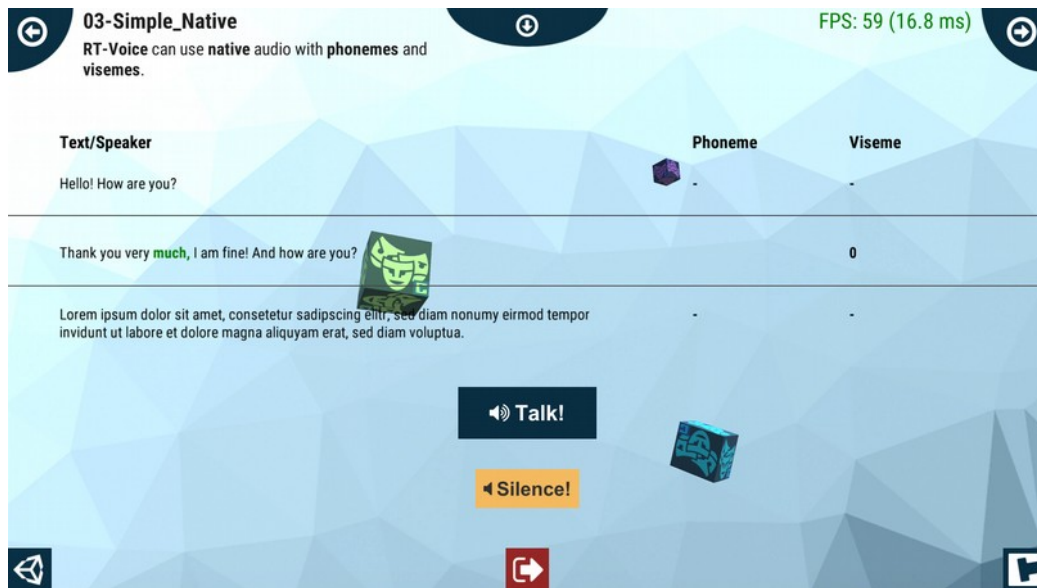 03-Simple_Native
FPS: 59 (16.8 ms)
RT-Voice can use native audio with phonemes and
visemes.
Text/Speaker Phoneme Viseme
Hello! How are you? - -
Thank you very much, I am fine! And how are you? 0
Lorem ipsum dolor sit amet, consetetur sadipscing elitr, sed diam nonumy eirmod tempor - -
invidunt ut labore et dolore magna aliquyam erat, sed diam voluptua.
Talk!
Silence!